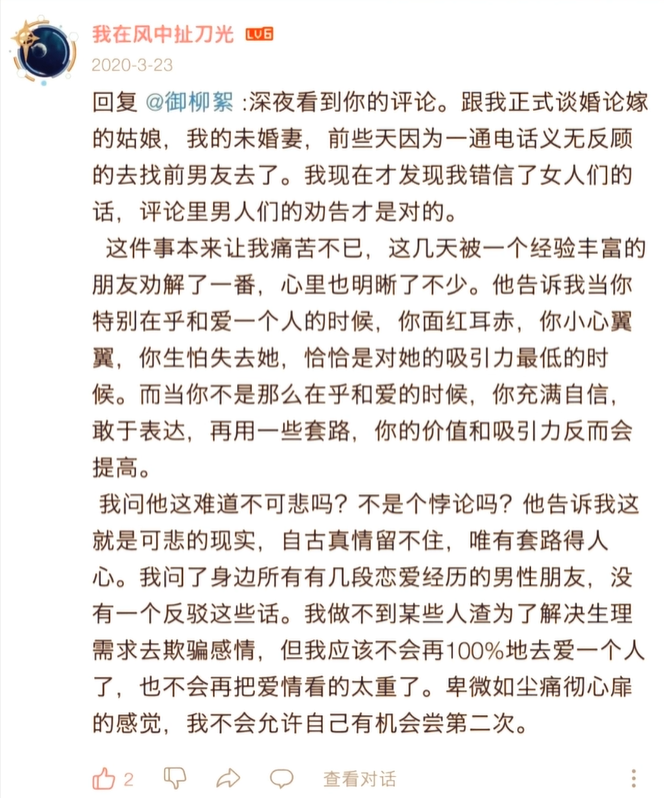 我在风中扯刀光 LV6
2020-3-23
回复 @御柳絮 :深夜看到你的评论。跟我正式谈婚论嫁
的姑娘，我的未婚妻，前些天因为一通电话义无反顾
的去找前男友去了。我现在才发现我错信了女人们的
话，评论里男人们的劝告才是对的。
这件事本来让我痛苦不已，这几天被一个经验丰富的
朋友劝解了一番，心里也明晰了不少。他告诉我当你
特别在乎和爱一个人的时候，你面红耳赤，你小心翼
翼，你生怕失去她，恰恰是对她的吸引力最低的时
候。而当你不是那么在乎和爱的时候，你充满自信，
敢于表达，再用一些套路，你的价值和吸引力反而会
提高。
我问他这难道不可悲吗？不是个悖论吗？他告诉我这
就是可悲的现实，自古真情留不住，唯有套路得人
心。我问了身边所有有几段恋爱经历的男性朋友，没
有一个反驳这些话。我做不到某些人渣为了解决生理
需求去欺骗感情，但我应该不会再100%地去爱一个人
了，也不会再把爱情看的太重了。卑微如尘痛彻心扉
的感觉，我不会允许自己有机会尝第二次。
2 查看对话